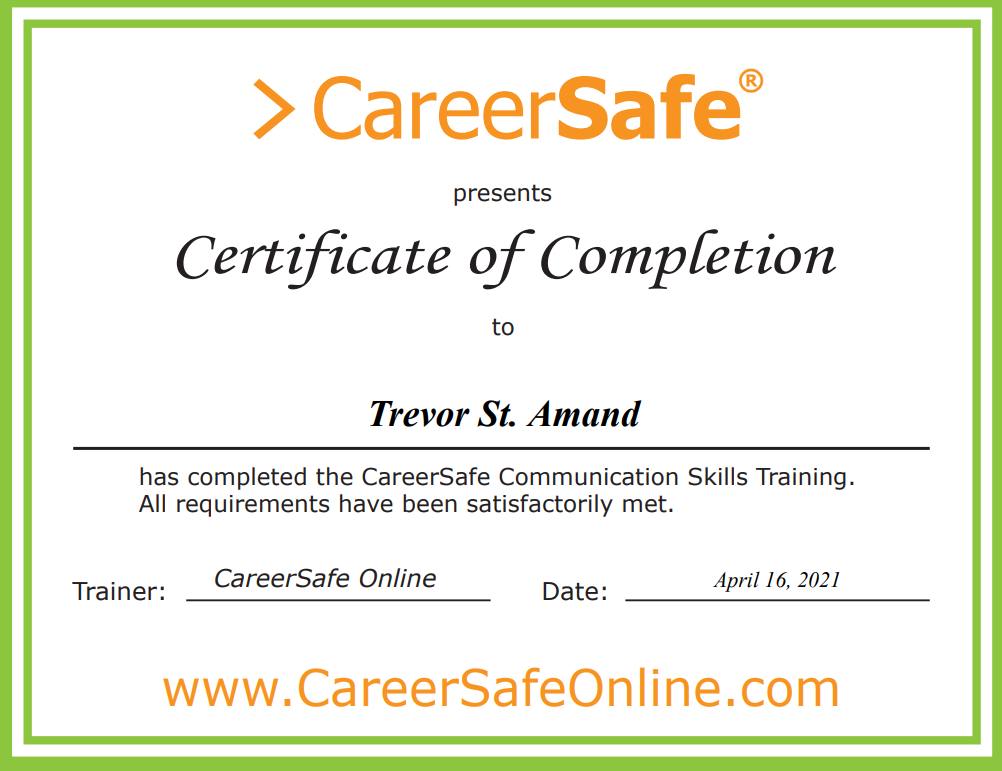 > CareerSafe®
presents
Certificate of Completion
to
Trevor St. Amand
has completed the CareerSafe Communication Skills Training.
All requirements have been satisfactorily met.
Trainer: CareerSafe Online Date: April 16, 2021
www.CareerSafeOnline.com